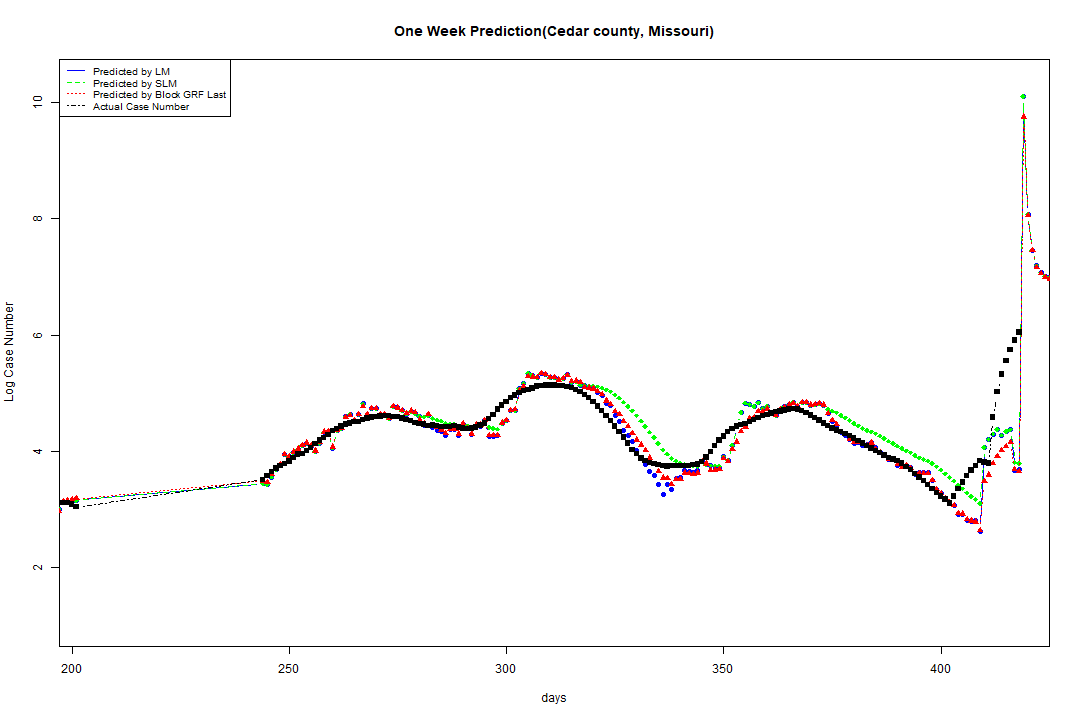 One Week Prediction(Cedar county, Missouri)
Predicted by LM
Predicted by SLM
Predicted by Block GRF Last
Actual Case Number
10
8
6
4
2
Log Case Number
200 250 300 350 400
days